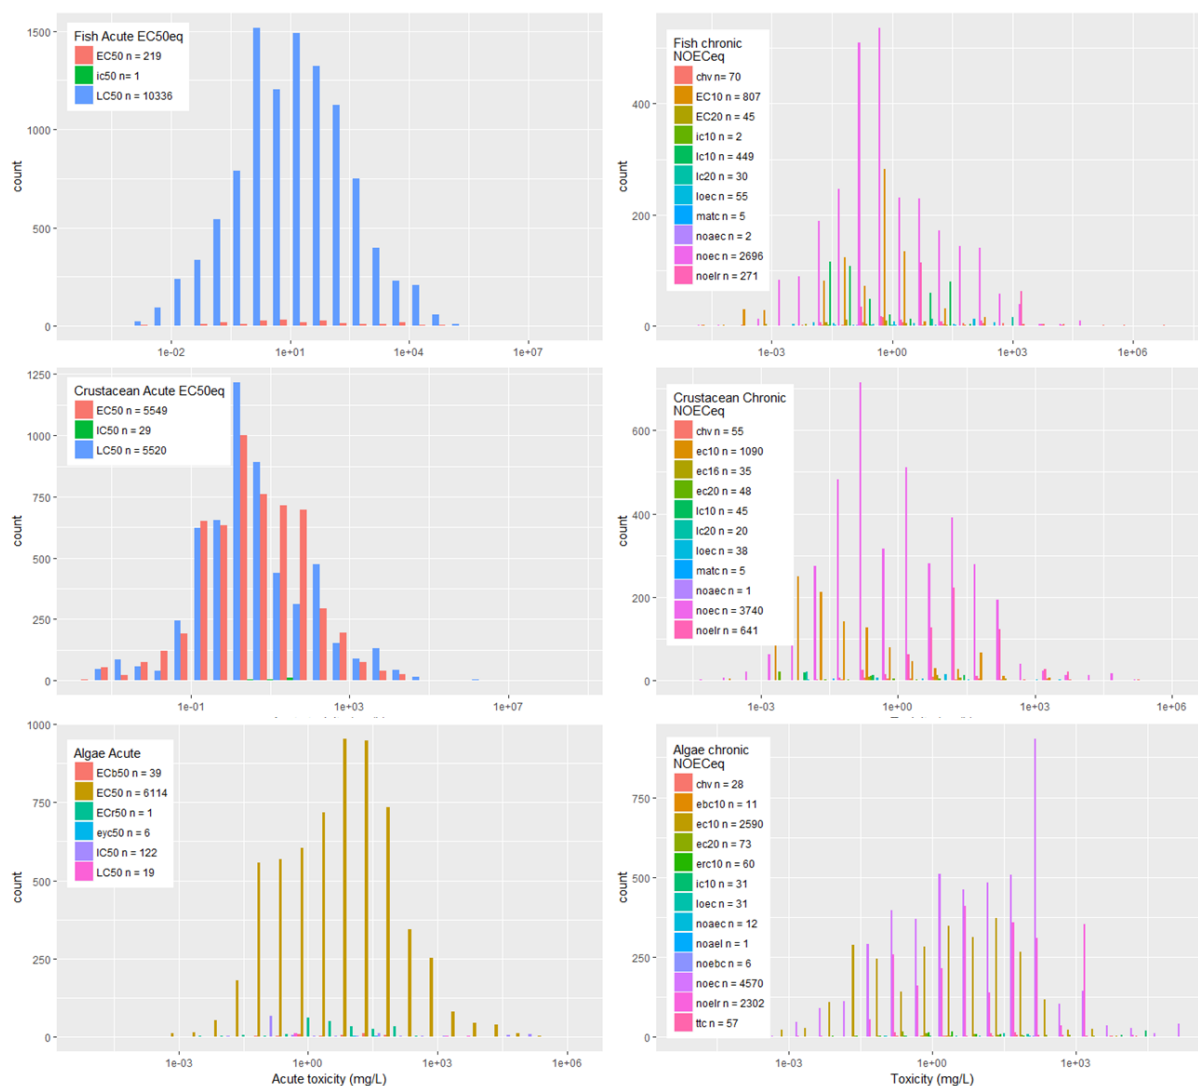 Fish Acute EC50eq
EC50 n = 219
ic50 n= 1
LC50 n = 10336
1500
1000
500
0
count
1e-02
1e+01
1e+04
1e+07
Fish chronic
NOECeq
chv n= 70
EC10 n = 807
EC20 n = 45
ic10 n = 2
lc10 n = 449
lc20 n = 30
loec n = 55
matc n = 5
noaec n = 2
noec n = 2696
noelr n = 271
400
200
0
count
1e-03
1e+00
1e+03
1e+06
Crustacean Acute EC50eq
EC50 n = 5549
IC50 n = 29
LC50 n = 5520
1250
1000
750
500
250
0
count
1e-01
1e+03
1e+07
Crustacean Chronic
NOECeq
chv n = 55
ec10 n = 1090
ec16 n = 35
ec20 n = 48
lc10 n = 45
lc20 n = 20
loec n = 38
matc n = 5
noaec n = 1
noec n = 3740
noelr n = 641
600
400
200
0
count
1e-03
1e+00
1e+03
1e+06
Algae Acute
ECb50 n = 39
EC50 n = 6114
ECr50 n = 1
eyc50 n = 6
IC50 n = 122
LC50 n = 19
1000
750
500
250
0
count
1e-03
1e+00
1e+03
1e+06
Acute toxicity (mg/L)
Algae chronic
NOECeq
chv n = 28
ebc10 n = 11
ec10 n = 2590
ec20 n = 73
erc10 n = 60
ic10 n = 31
loec n = 31
noaec n = 12
noael n = 1
noebc n = 6
noec n = 4570
noelr n = 2302
ttc n = 57
750
500
250
0
count
1e-03
1e+00
1e+03
Toxicity (mg/L)